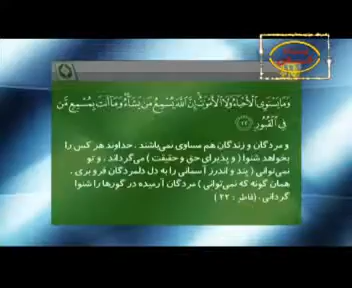 وَمَا يَسْتَوِي الْأَحْيَاءُ وَلَا الْأَمْوَاتُ إِنَّ اللَّهَ يُسْمِعُ مَن يَشَاءُ وَمَا أَنتَ بِمُسْمِعٍ مَّن
فِي الْقُبُورِ ﴿٢٢﴾
و مردگان و زندگان هم مساوی نمی‌باشند . خداوند هر کس را
بخواهد شنوا ( و پذیرای حق و حقیقت ) می‌گرداند . و تو
نمی‌توانی ( پند و اندرز آسمانی را به دل دلمردگان فرو بری .
همان گونه که نمی‌توانی ) مردگان آرمیده در گورها را شنوا
گردانی . (فاطر : ۲۲ )